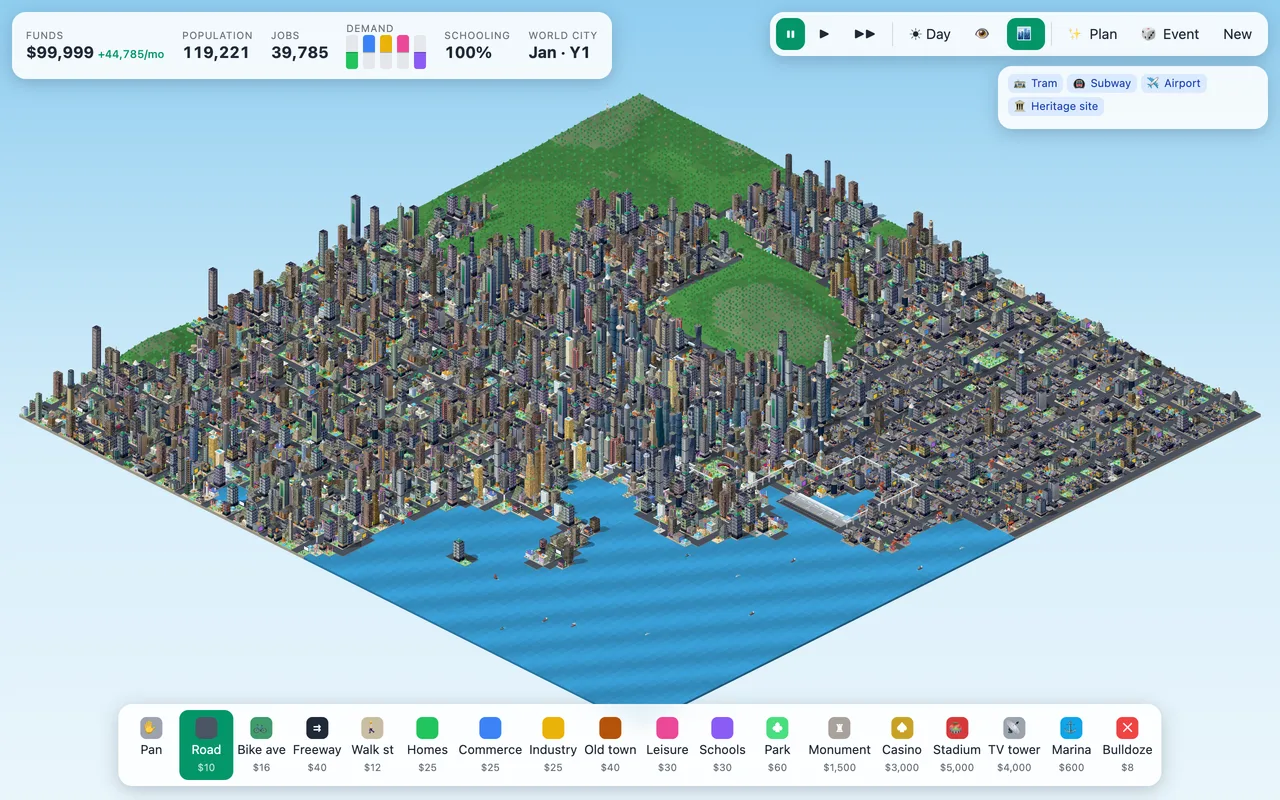 FUNDS
$99,999 +44,785/mo
POPULATION
119,221
JOBS
39,785
DEMAND
SCHOOLING
100%
WORLD CITY
Jan · Y1
Day
Plan
Event
New
Tram
Subway
Airport
Heritage site
Pan
Road
$10
Bike ave
$16
Freeway
$40
Walk st
$12
Homes
$25
Commerce
$25
Industry
$25
Old town
$40
Leisure
$30
Schools
$30
Park
$60
Monument
$1,500
Casino
$3,000
Stadium
$5,000
TV tower
$4,000
Marina
$600
Bulldoze
$8